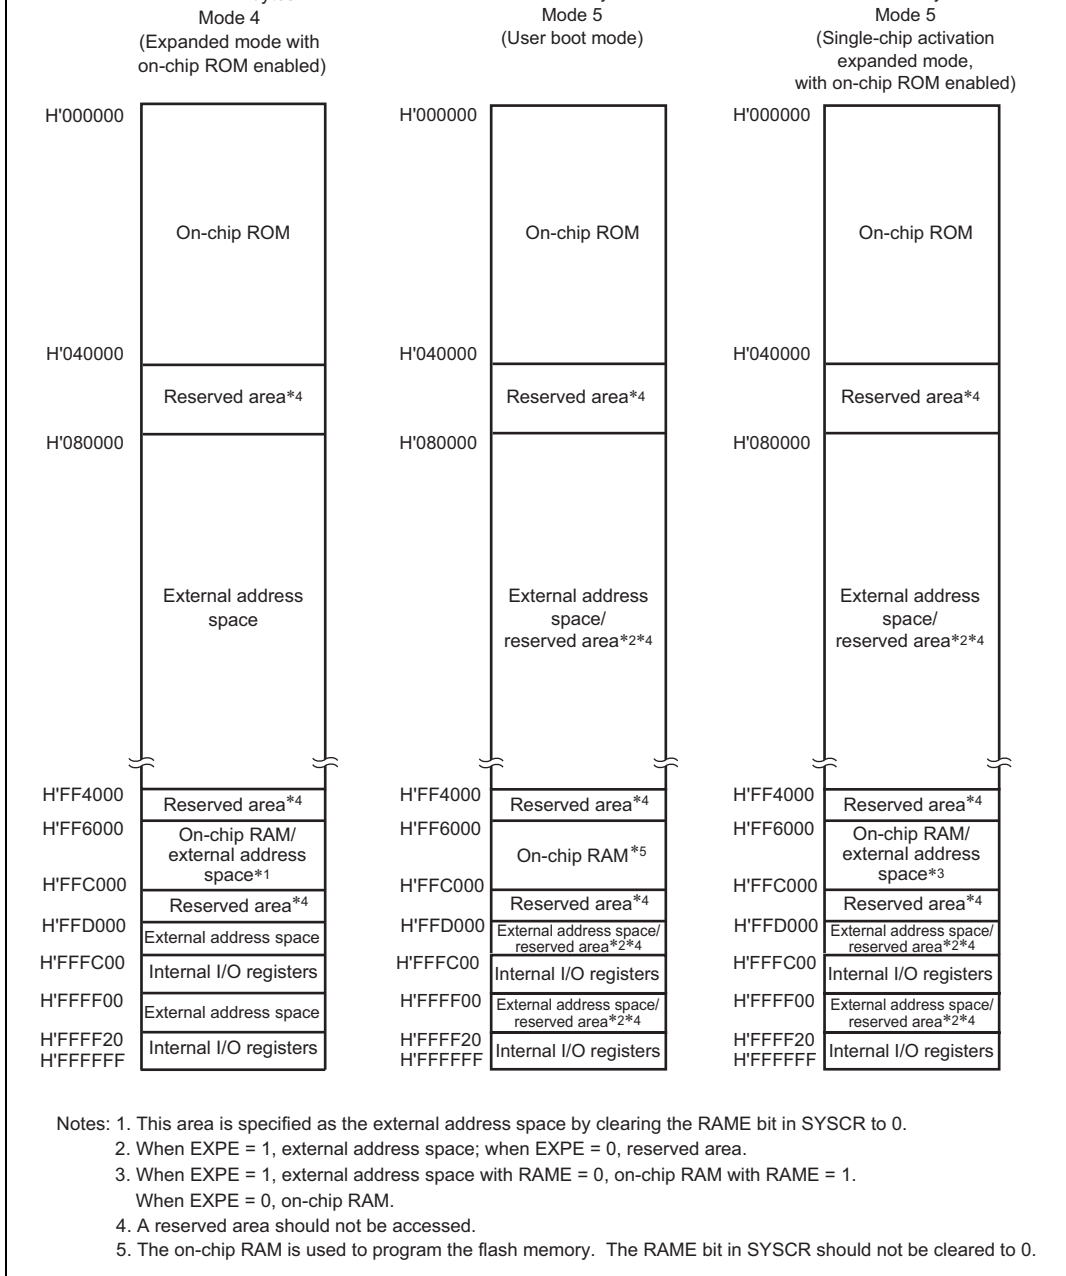 Mode 4
(Expanded mode with
on-chip ROM enabled)
H'000000
On-chip ROM
H'040000
Reserved area*4
H'080000
External address
space
H'FF4000
Reserved area*4
H'FF6000
On-chip RAM/
external address
space*1
H'FFC000
Reserved area*4
H'FFD000
External address space
H'FFFC00
Internal I/O registers
H'FFFF00
External address space
H'FFFF20
Internal I/O registers
H'FFFFFF
Mode 5
(User boot mode)
H'000000
On-chip ROM
H'040000
Reserved area*4
H'080000
External address
space/
reserved area*2*4
H'FF4000
Reserved area*4
H'FF6000
On-chip RAM*5
H'FFC000
Reserved area*4
H'FFD000
External address space/
reserved area*2*4
H'FFFC00
Internal I/O registers
H'FFFF00
External address space/
reserved area*2*4
H'FFFF20
Internal I/O registers
H'FFFFFF
Mode 5
(Single-chip activation
expanded mode,
with on-chip ROM enabled)
H'000000
On-chip ROM
H'040000
Reserved area*4
H'080000
External address
space/
reserved area*2*4
H'FF4000
Reserved area*4
H'FF6000
On-chip RAM/
external address
space*3
H'FFC000
Reserved area*4
H'FFD000
External address space/
reserved area*2*4
H'FFFC00
Internal I/O registers
H'FFFF00
External address space/
reserved area*2*4
H'FFFF20
Internal I/O registers
H'FFFFFF
Notes: 1. This area is specified as the external address space by clearing the RAME bit in SYSCR to 0.
2. When EXPE = 1, external address space; when EXPE = 0, reserved area.
3. When EXPE = 1, external address space with RAME = 0, on-chip RAM with RAME = 1.
When EXPE = 0, on-chip RAM.
4. A reserved area should not be accessed.
5. The on-chip RAM is used to program the flash memory. The RAME bit in SYSCR should not be cleared to 0.